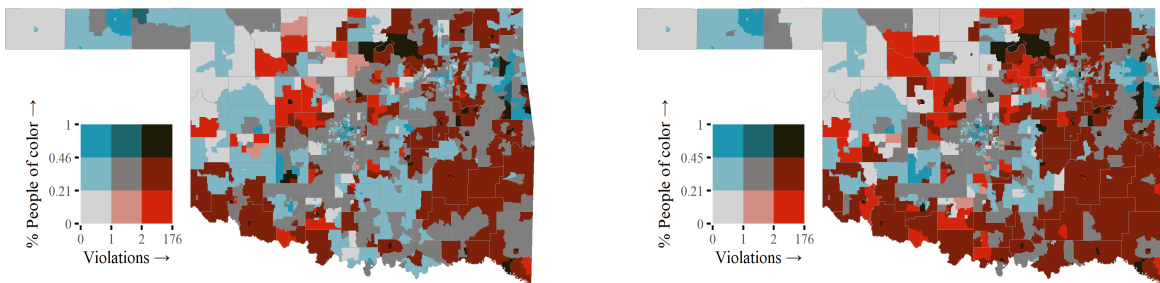 % People of color →
1
0.46
0.21
0
0 1 2 176
Violations →
% People of color →
1
0.45
0.21
0
0 1 2 176
Violations →